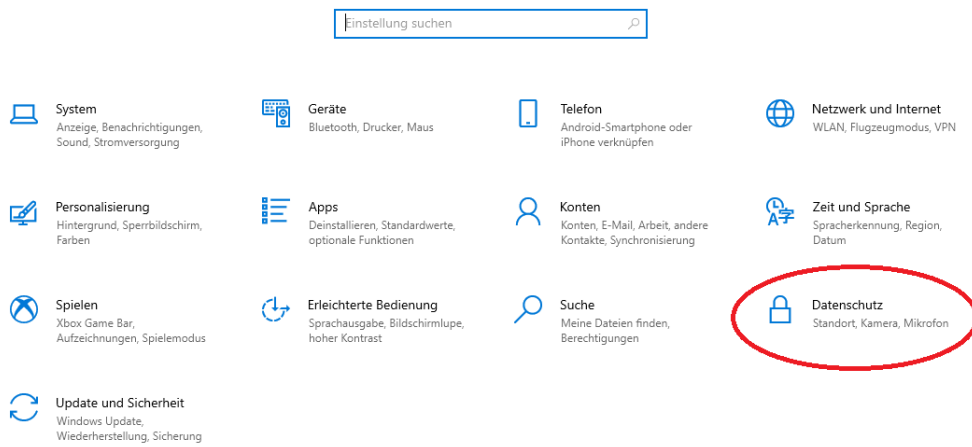 Einstellung suchen
System
Anzeige, Benachrichtigungen,
Sound, Stromversorgung
Geräte
Bluetooth, Drucker, Maus
Telefon
Android-Smartphone oder
iPhone verknüpfen
Netzwerk und Internet
WLAN, Flugzeugmodus, VPN
Personalisierung
Hintergrund, Sperrbildschirm,
Farben
Apps
Deinstallieren, Standardwerte,
optionale Funktionen
Konten
Konten, E-Mail, Arbeit, andere
Kontakte, Synchronisierung
Zeit und Sprache
Spracherkennung, Region,
Datum
Spielen
Xbox Game Bar,
Aufzeichnungen, Spielemodus
Erleichterte Bedienung
Sprachausgabe, Bildschirmlupe,
hoher Kontrast
Suche
Meine Dateien finden,
Berechtigungen
Datenschutz
Standort, Kamera, Mikrofon
Update und Sicherheit
Windows Update,
Wiederherstellung, Sicherung